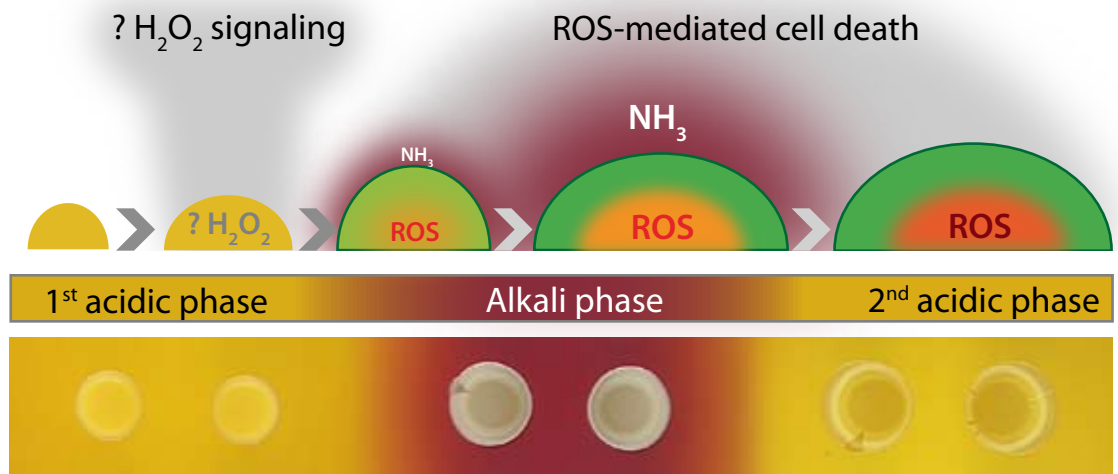 ? H₂O₂ signaling
ROS-mediated cell death
NH₃
NH₃
? H₂O₂
ROS
ROS
ROS
1st acidic phase
Alkali phase
2nd acidic phase